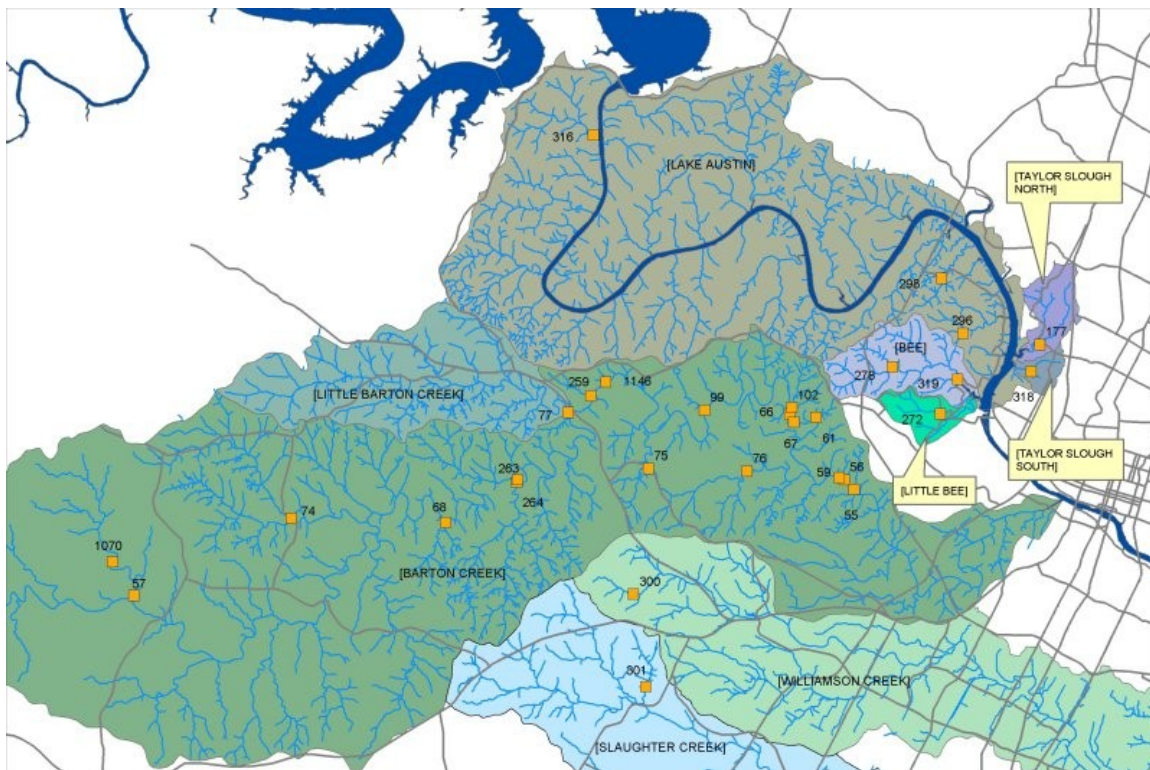 316
[LAKE AUSTIN]
[TAYLOR SLOUGH
NORTH]
298
296
177
[BEE]
278
319
318
259
1146
[LITTLE BARTON CREEK]
77
99
102
66
67
61
272
[TAYLOR SLOUGH
SOUTH]
263
264
75
76
59
56
55
[LITTLE BEE]
74
68
1070
57
[BARTON CREEK]
300
301
[WILLIAMSON CREEK]
[SLAUGHTER CREEK]